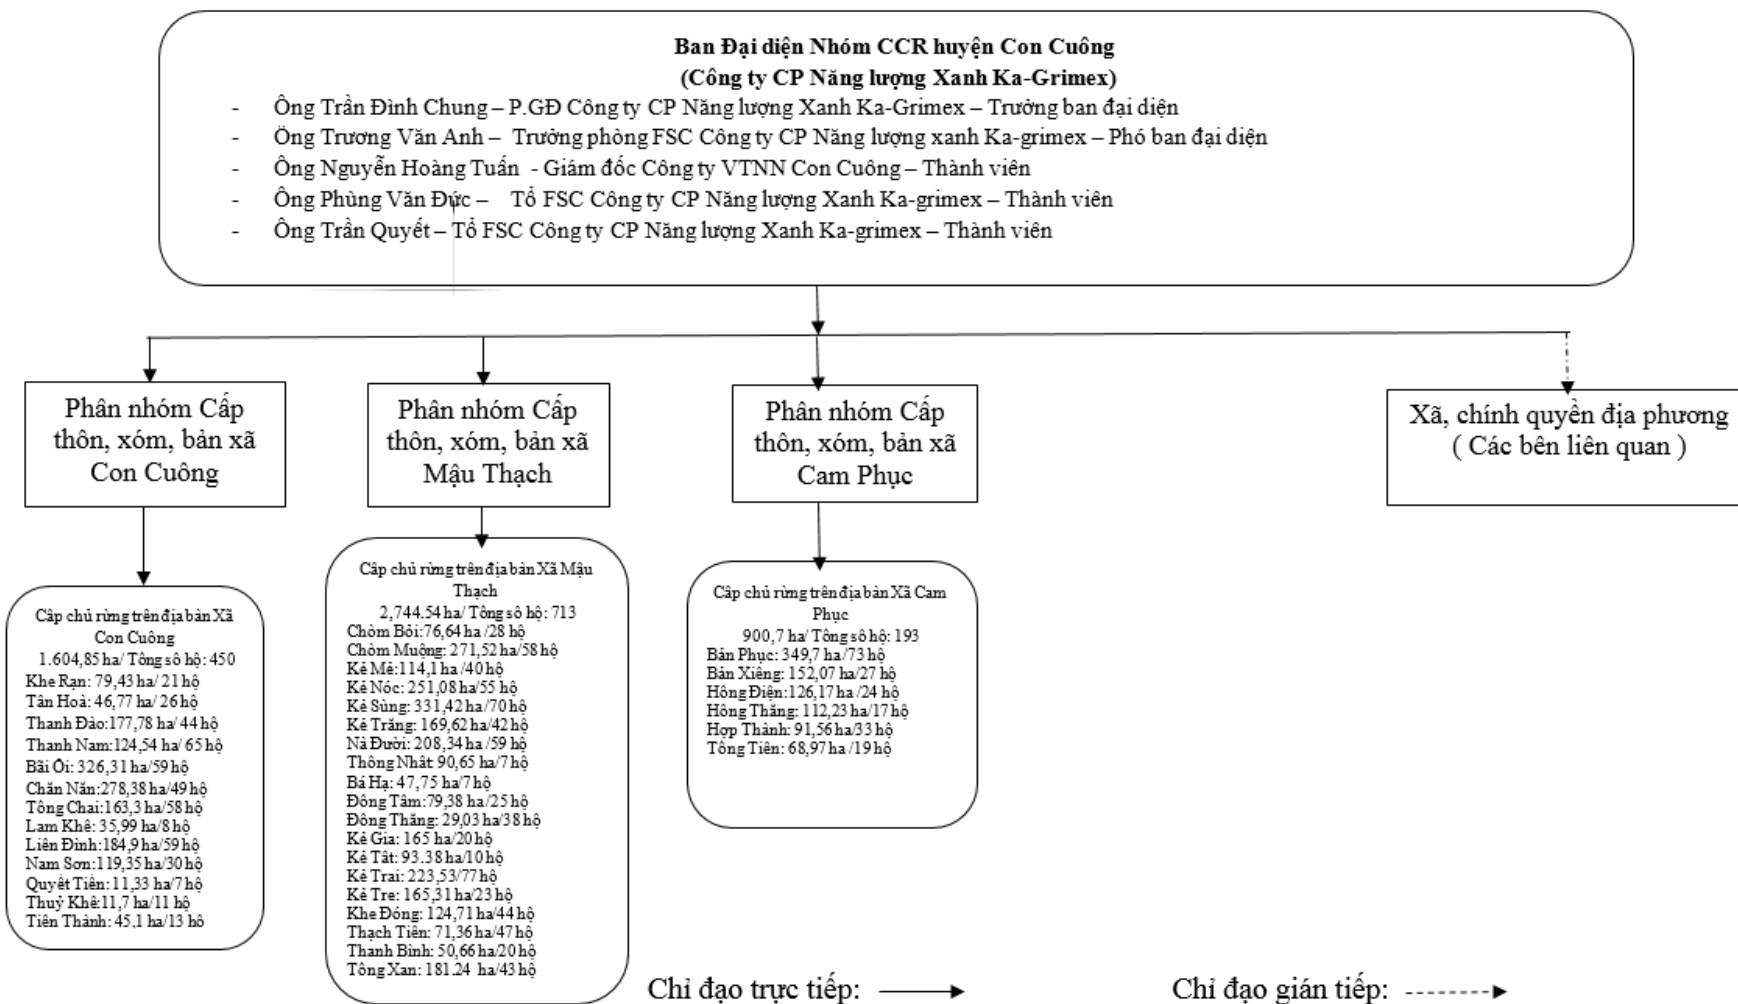 Ban Đại diện Nhóm CCR huyện Con Cuông
(Công ty CP Năng lượng Xanh Ka-Grimex)
- Ông Trần Đình Chung – P.GĐ Công ty CP Năng lượng Xanh Ka-Grimex – Trưởng ban đại diện
- Ông Trương Văn Anh – Trưởng phòng FSC Công ty CP Năng lượng xanh Ka-grimex – Phó ban đại diện
- Ông Nguyễn Hoàng Tuấn - Giám đốc Công ty VTNN Con Cuông – Thành viên
- Ông Phùng Văn Đức – Tổ FSC Công ty CP Năng lượng Xanh Ka-grimex – Thành viên
- Ông Trần Quyết – Tổ FSC Công ty CP Năng lượng Xanh Ka-grimex – Thành viên
Phân nhóm Cấp
thôn, xóm, bản xã
Con Cuông
Phân nhóm Cấp
thôn, xóm, bản xã
Mậu Thạch
Phân nhóm Cấp
thôn, xóm, bản xã
Cam Phục
Xã, chính quyền địa phương
( Các bên liên quan )
Cấp chủ rừng trên địa bản Xã
Con Cuông
1.604,85 ha/ Tổng số hộ: 450
Khe Rạn: 79,43 ha/ 21 hộ
Tân Hoà: 46,77 ha/ 26 hộ
Thanh Đào:177,78 ha/ 44 hộ
Thanh Nam:124,54 ha/ 65 hộ
Bãi Ôi: 326,31 ha/59 hộ
Chăn Năn:278,38 ha/49 hộ
Tông Chai:163,3 ha/58 hộ
Lam Khê: 35,99 ha/8 hộ
Liên Đình:184,9 ha/59 hộ
Nam Sơn:119,35 ha/30 hộ
Quyết Tiến: 11,33 ha/7 hộ
Thuỷ Khê:11,7 ha/11 hộ
Tiến Thành: 45,1 ha/13 hô
Cấp chủ rừng trên địa bản Xã Mậu
Thạch
2,744.54 ha/ Tổng số hộ: 713
Chòm Bỏi:76,64 ha /28 hộ
Chòm Muộng: 271,52 ha/58 hộ
Kẻ Mẻ:114,1 ha /40 hộ
Kẻ Nóc: 251,08 ha/55 hộ
Kẻ Sùng: 331,42 ha/70 hộ
Kẻ Trăng: 169,62 ha/42 hộ
Nà Đười: 208,34 ha /59 hộ
Thống Nhất: 90,65 ha/7 hộ
Bá Hạ: 47,75 ha/7 hộ
Đồng Tâm:79,38 ha/25 hộ
Đồng Thắng: 29,03 ha/38 hộ
Kẻ Gia: 165 ha/20 hộ
Kẻ Tắt: 93.38 ha/10 hộ
Kẻ Trai: 223,53/77 hộ
Kẻ Tre: 165,31 ha/23 hộ
Khe Đóng: 124,71 ha/44 hộ
Thạch Tiến: 71,36 ha/47 hộ
Thanh Bình: 50,66 ha/20 hộ
Tông Xan: 181.24 ha/43 hộ
Cấp chủ rừng trên địa bản Xã Cam
Phục
900,7 ha/ Tổng số hộ: 193
Bản Phục: 349,7 ha/73 hộ
Bản Xiêng: 152,07 ha/27 hộ
Hồng Điện:126,17 ha /24 hộ
Hồng Thắng: 112,23 ha/17 hộ
Hợp Thành: 91,56 ha/33 hộ
Tông Tiến: 68,97 ha /19 hộ
Chỉ đạo trực tiếp:
Chỉ đạo gián tiếp: